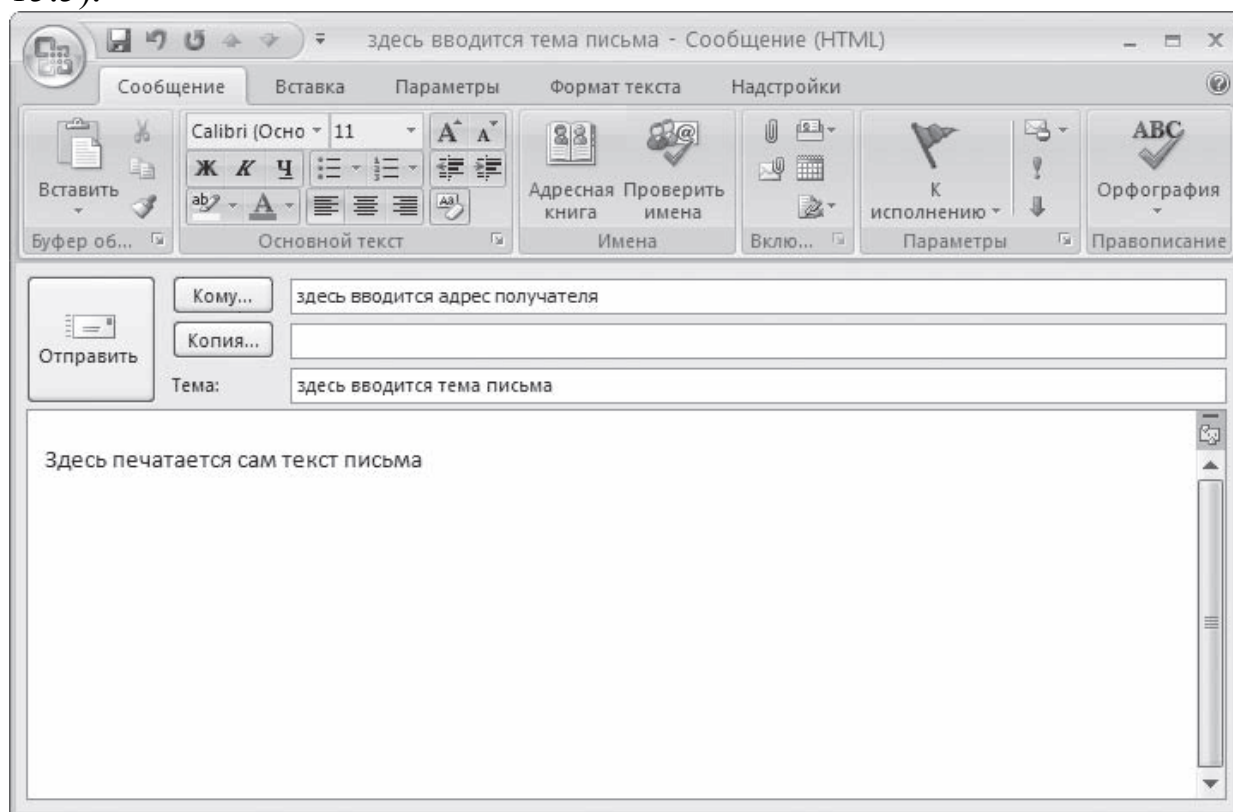 здесь вводится тема письма - Сообщение (HTML)
Сообщение Вставка Параметры Формат текста Надстройки
Вставить
Calibri (Осно 11
Ж К Ч
Адресная книга
Проверить имена
К исполнению
ABC
Орфография
Буфер об... Основной текст Имена Вклю... Параметры Правописание
Отправить
Кому... здесь вводится адрес получателя
Копия...
Тема: здесь вводится тема письма
Здесь печатается сам текст письма